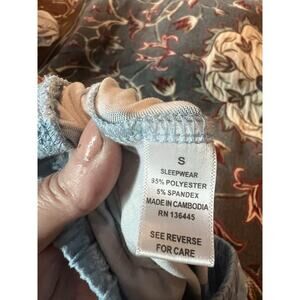 S
SLEEPWEAR
95% POLYESTER
5% SPANDEX
MADE IN CAMBODIA
RN 136445
SEE REVERSE
FOR CARE